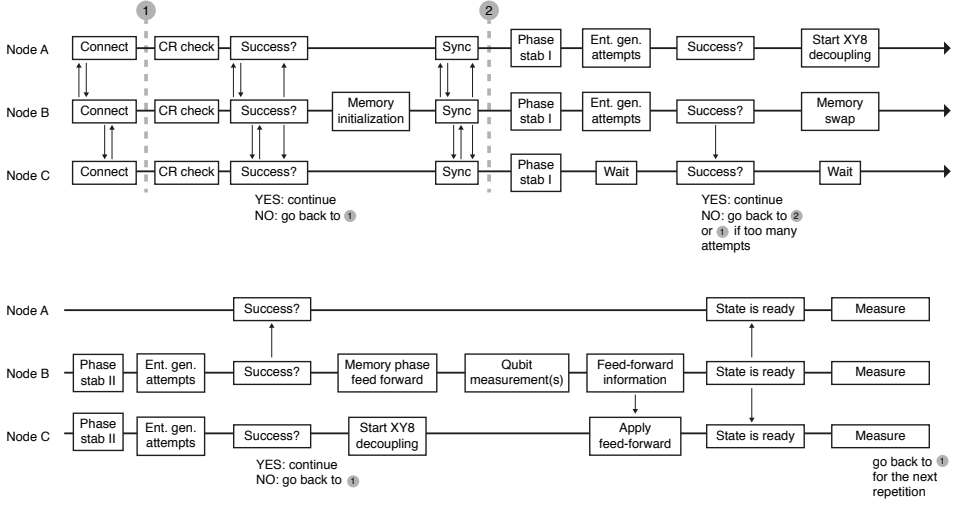 1
2
Node A
Connect
CR check
Success?
Sync
Phase
stab I
Ent. gen.
attempts
Success?
Start XY8
decoupling
Node B
Connect
CR check
Success?
Memory
initialization
Sync
Phase
stab I
Ent. gen.
attempts
Success?
Memory
swap
Node C
Connect
CR check
Success?
Sync
Phase
stab I
Wait
Success?
Wait
YES: continue
NO: go back to 1
YES: continue
NO: go back to 2
or 1 if too many
attempts
Node A
Success?
State is ready
Measure
Node B
Phase
stab II
Ent. gen.
attempts
Success?
Memory phase
feed forward
Qubit
measurement(s)
Feed-forward
information
State is ready
Measure
Node C
Phase
stab II
Ent. gen.
attempts
Success?
Start XY8
decoupling
Apply
feed-forward
State is ready
Measure
YES: continue
NO: go back to 1
go back to 1
for the next
repetition